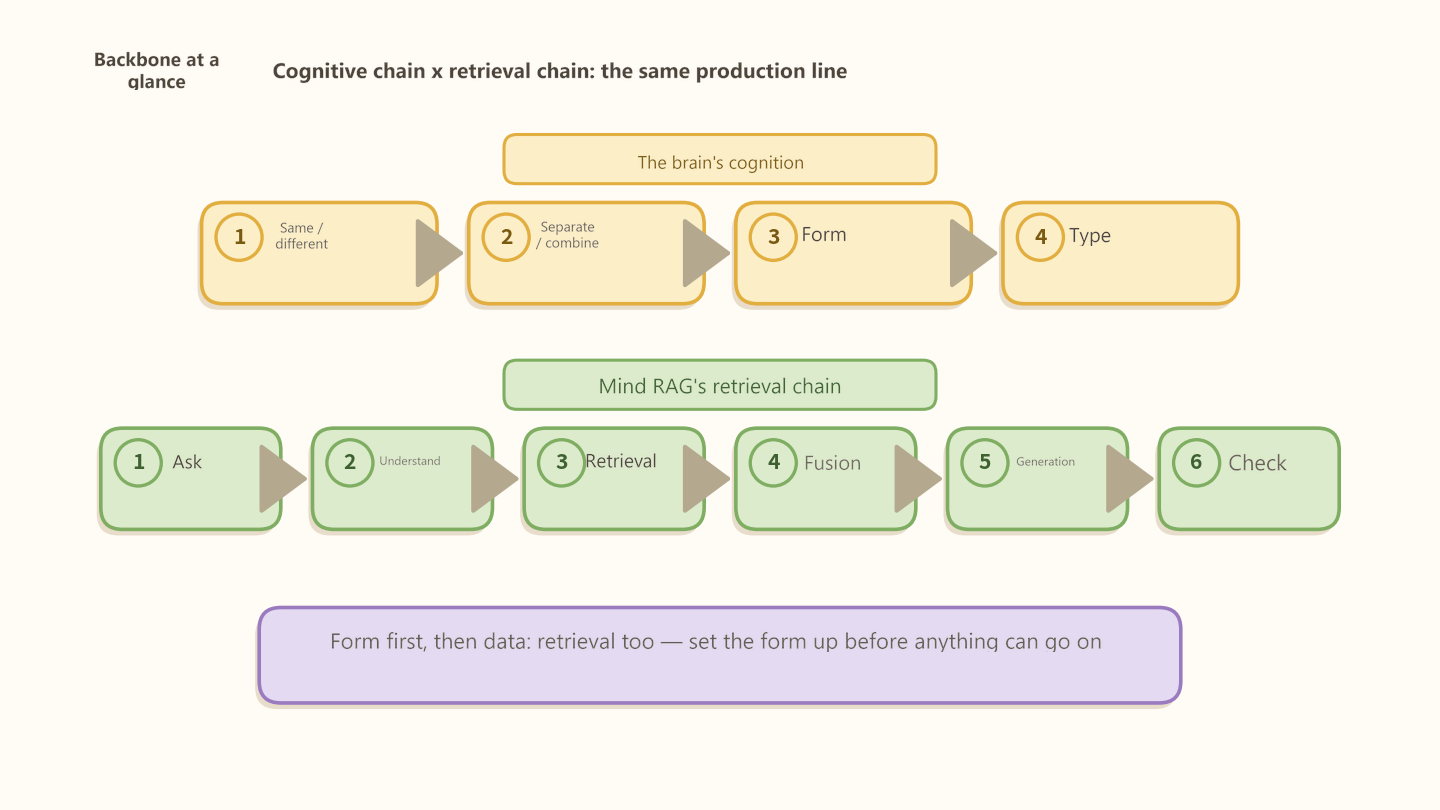 Backbone at a
glance
Cognitive chain x retrieval chain: the same production line
The brain's cognition
1
Same /
different
2
Separate
/ combine
3
Form
4
Type
Mind RAG's retrieval chain
1
Ask
2
Understand
3
Retrieval
4
Fusion
5
Generation
6
Check
Form first, then data: retrieval too — set the form up before anything can go on